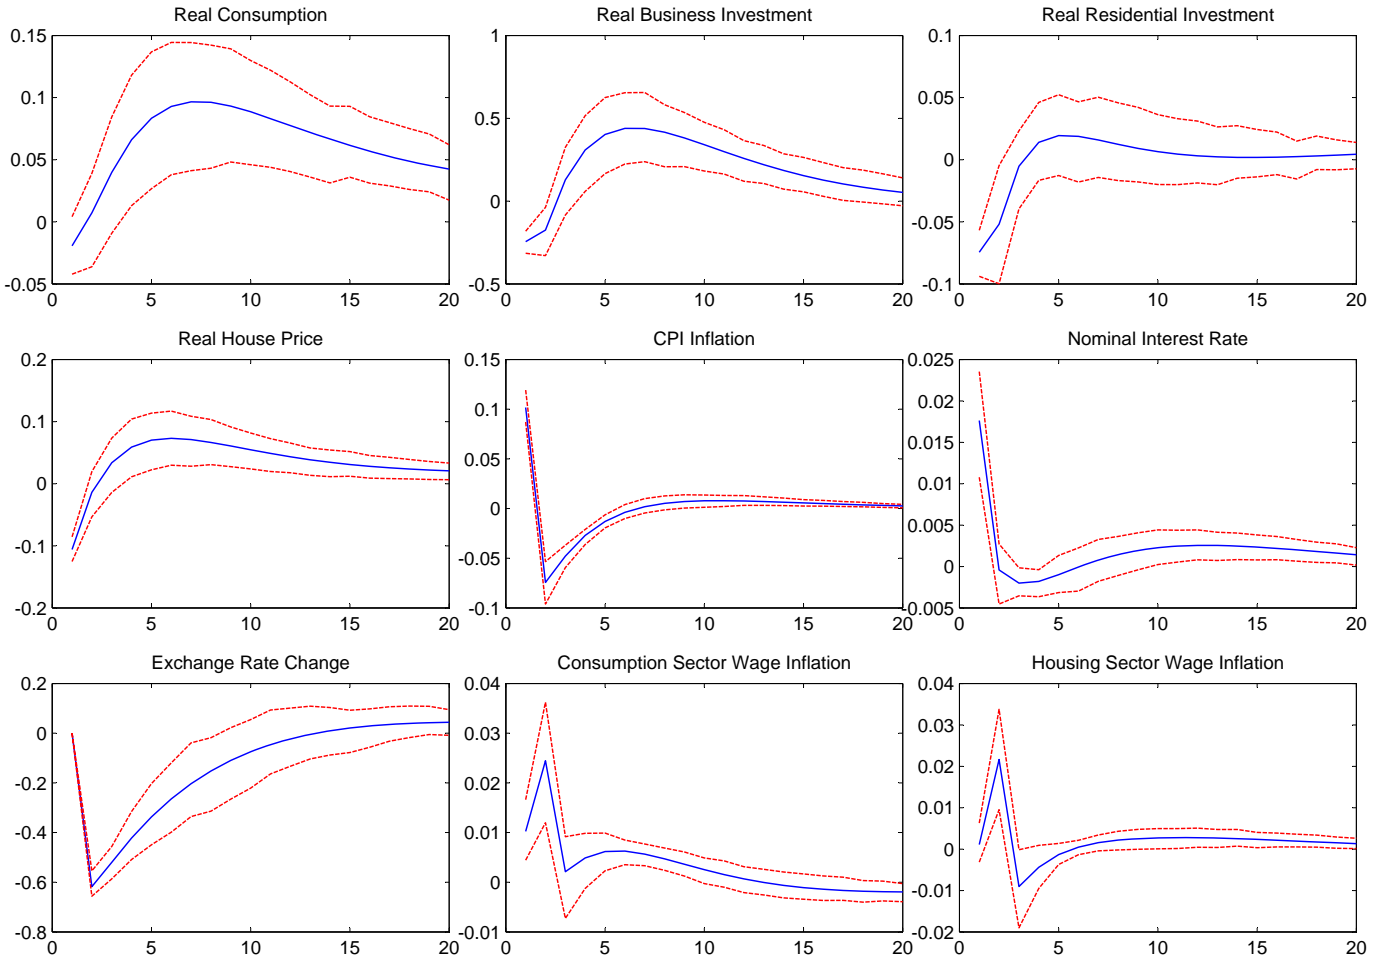 Real Consumption
0.15
0.1
0.05
0
-0.05
0 5 10 15 20
Real Business Investment
1
0.5
0
-0.5
0 5 10 15 20
Real Residential Investment
0.1
0.05
0
-0.05
-0.1
0 5 10 15 20
Real House Price
0.2
0.1
0
-0.1
-0.2
0 5 10 15 20
CPI Inflation
0.15
0.1
0.05
0
-0.05
-0.1
0 5 10 15 20
Nominal Interest Rate
0.025
0.02
0.015
0.01
0.005
0
-0.005
0 5 10 15 20
Exchange Rate Change
0.2
0
-0.2
-0.4
-0.6
-0.8
0 5 10 15 20
Consumption Sector Wage Inflation
0.04
0.03
0.02
0.01
0
-0.01
0 5 10 15 20
Housing Sector Wage Inflation
0.04
0.03
0.02
0.01
0
-0.01
-0.02
0 5 10 15 20